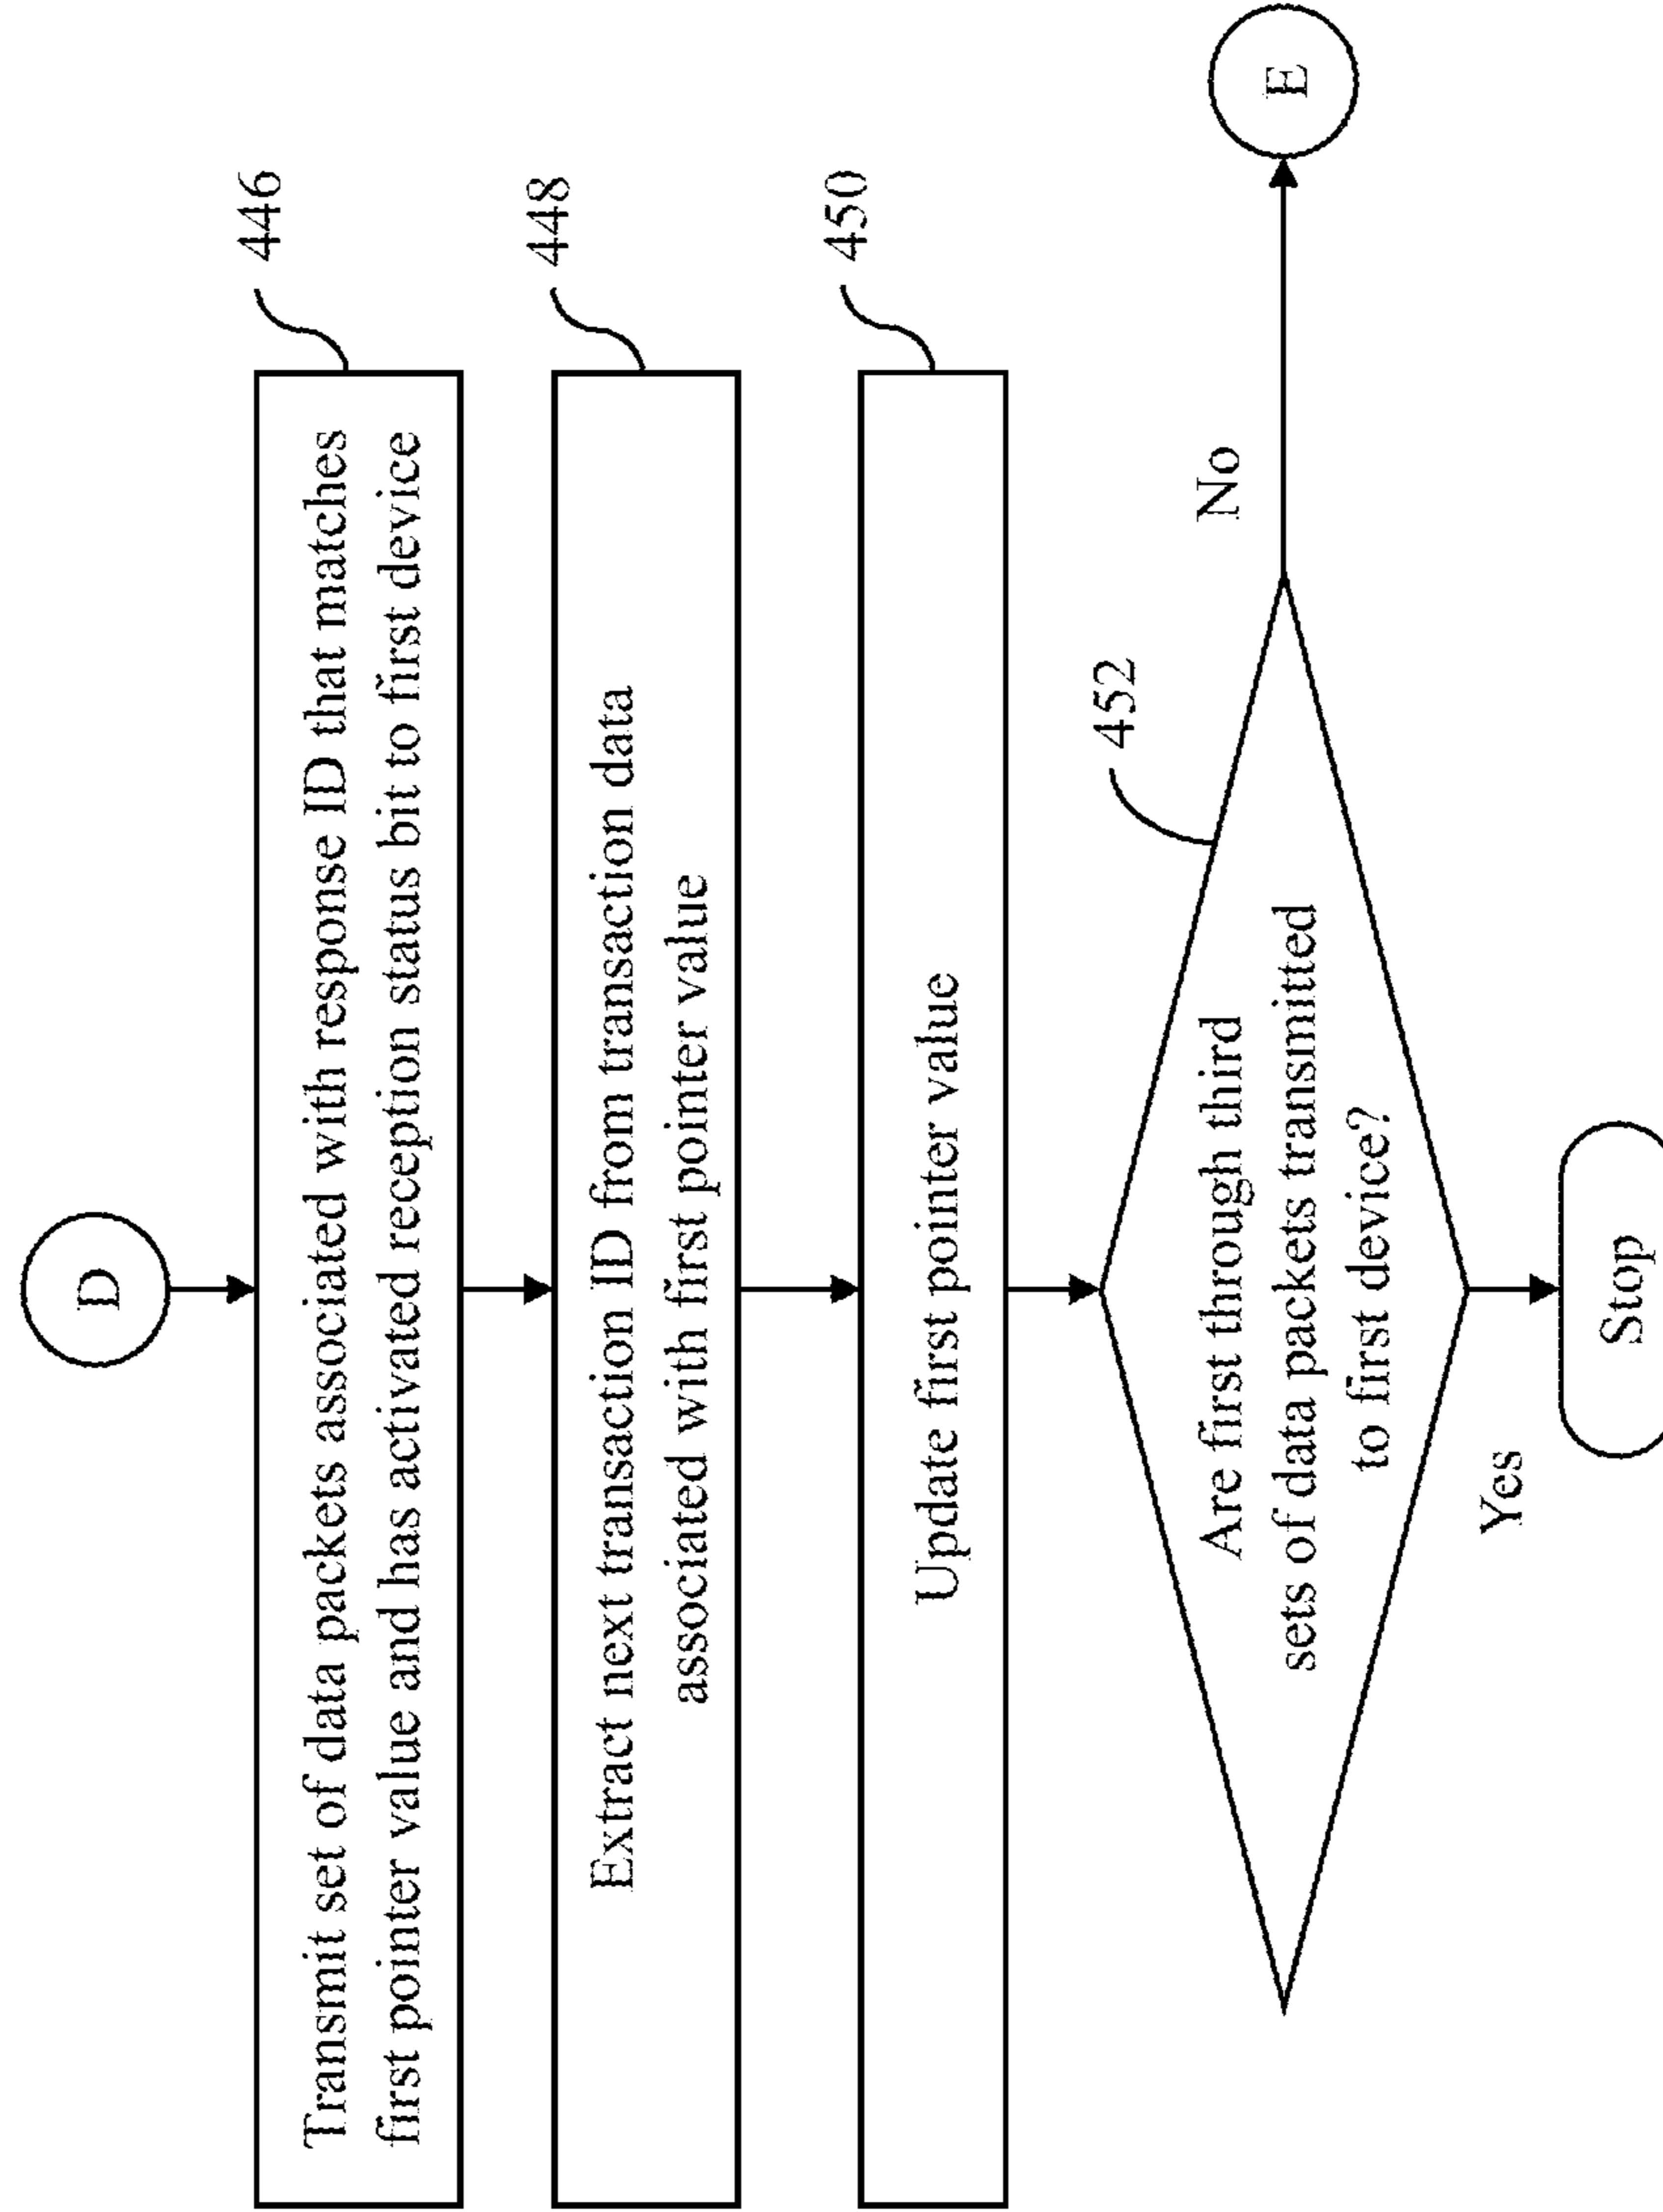 D
446
Transmit set of data packets associated with response ID that matches
first pointer value and has activated reception status bit to first device
448
Extract next transaction ID from transaction data
associated with first pointer value
450
Update first pointer value
452
Are first through third
sets of data packets transmitted
to first device?
No
E
Yes
Stop